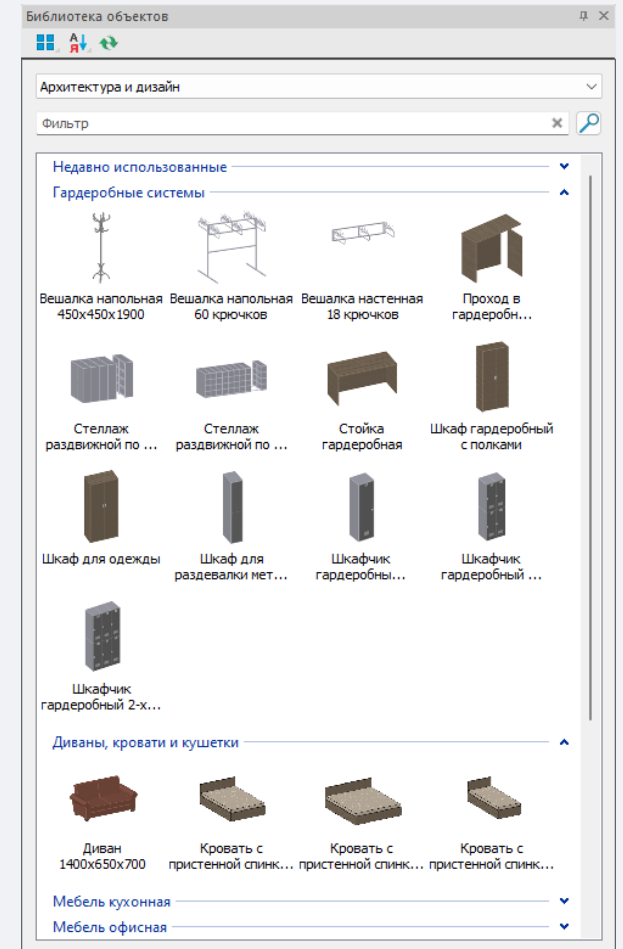 Библиотека объектов
А
Я
Архитектура и дизайн
Фильтр
Недавно использованные
Гардеробные системы
Вешалка напольная
450x450x1900
Вешалка напольная
60 крючков
Вешалка настенная
18 крючков
Проход в
гардеробн...
Стеллаж
раздвижной по ...
Стеллаж
раздвижной по ...
Стойка
гардеробная
Шкаф гардеробный
с полками
Шкаф для одежды
Шкаф для
раздевалки мет...
Шкафчик
гардеробны...
Шкафчик
гардеробный ...
Шкафчик
гардеробный 2-х...
Диваны, кровати и кушетки
Диван
1400x650x700
Кровать с
пристенной спинк...
Кровать с
пристенной спинк...
Кровать с
пристенной спинк...
Мебель кухонная
Мебель офисная